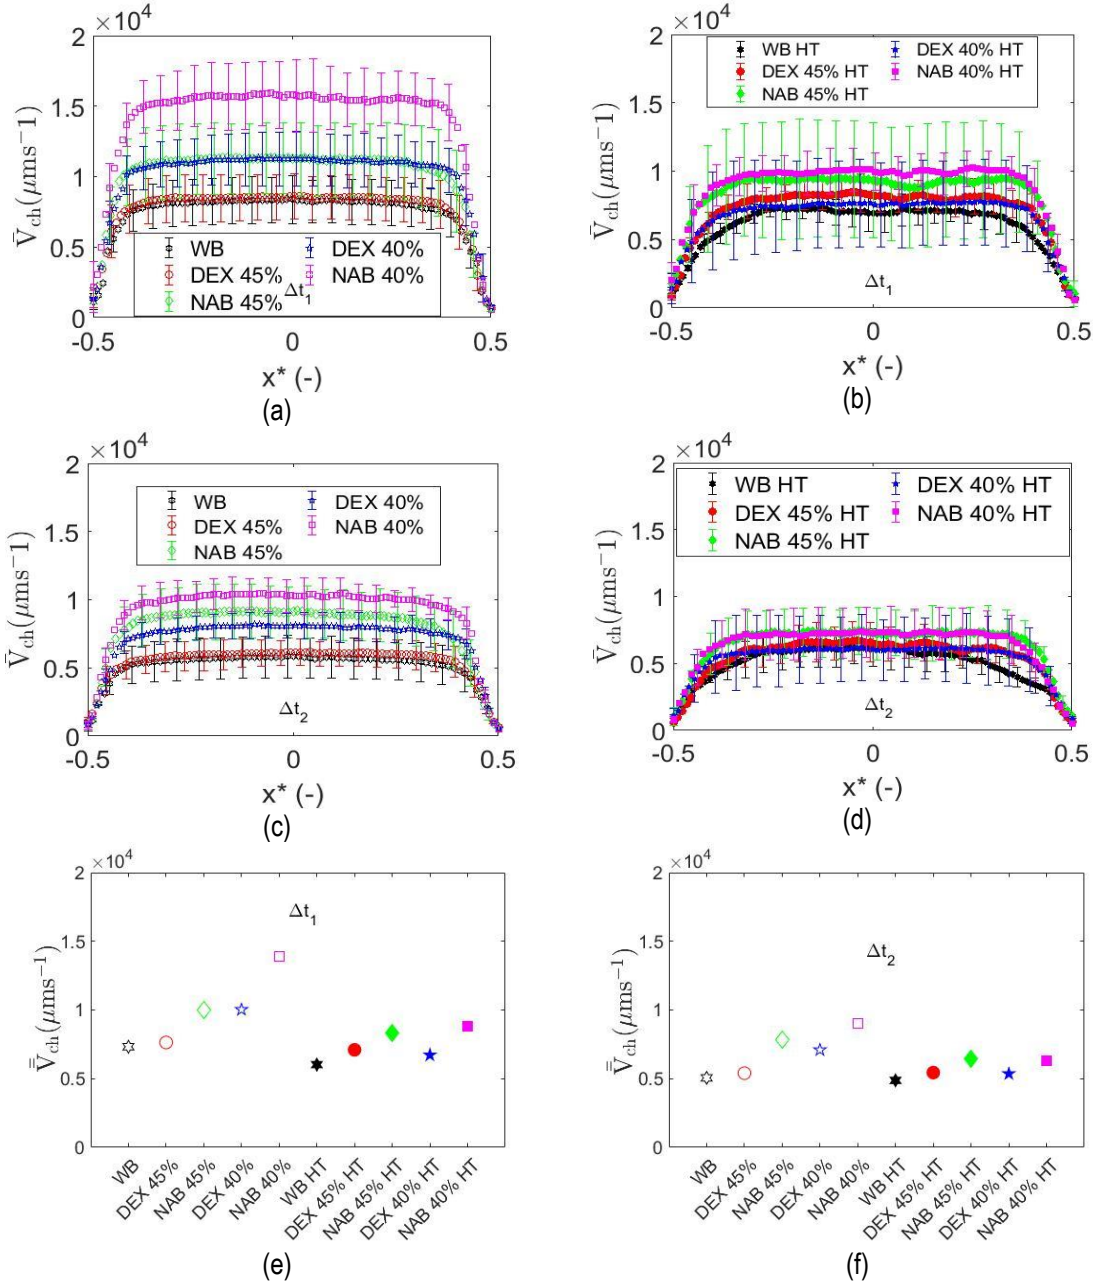 ×10⁴
2
1.5
1
0.5
0
V̄ch(μms−1)
WB
DEX 45%
NAB 45%
DEX 40%
NAB 40%
Δt1
-0.5
0
0.5
x* (-)
(a)
×10⁴
2
1.5
1
0.5
0
V̄ch(μms−1)
WB HT
DEX 45% HT
NAB 45% HT
DEX 40% HT
NAB 40% HT
Δt1
-0.5
0
0.5
x* (-)
(b)
×10⁴
2
1.5
1
0.5
0
V̄ch(μms−1)
WB
DEX 45%
NAB 45%
DEX 40%
NAB 40%
Δt2
-0.5
0
0.5
x* (-)
(c)
×10⁴
2
1.5
1
0.5
0
V̄ch(μms−1)
WB HT
DEX 45% HT
NAB 45% HT
DEX 40% HT
NAB 40% HT
Δt2
-0.5
0
0.5
x* (-)
(d)
×10⁴
2
1.5
1
0.5
0
V̿ch(μms−1)
Δt1
WB
DEX 45%
NAB 45%
DEX 40%
NAB 40%
WB HT
DEX 45% HT
NAB 45% HT
DEX 40% HT
NAB 40% HT
(e)
×10⁴
2
1.5
1
0.5
0
V̿ch(μms−1)
Δt2
WB
DEX 45%
NAB 45%
DEX 40%
NAB 40%
WB HT
DEX 45% HT
NAB 45% HT
DEX 40% HT
NAB 40% HT
(f)